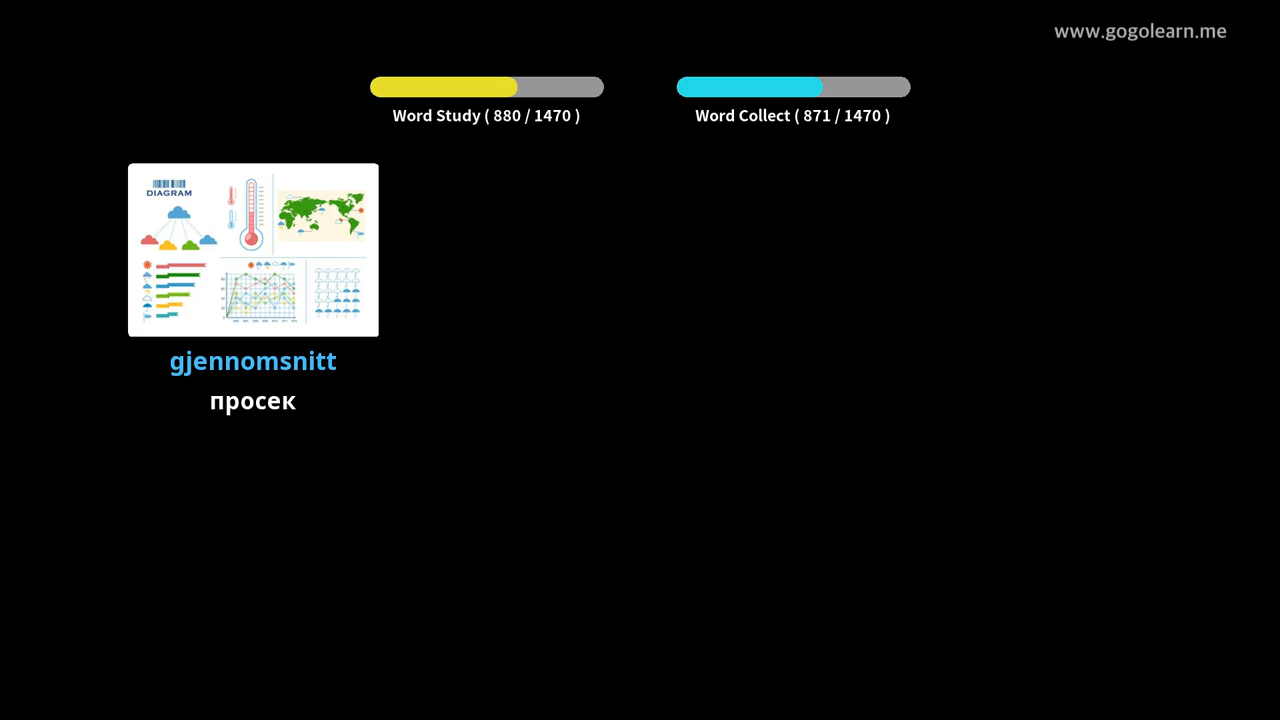 www.gogolearn.me
Word Study ( 880 / 1470 )
Word Collect ( 871 / 1470 )
DIAGRAM
gjennomsnitt
просек